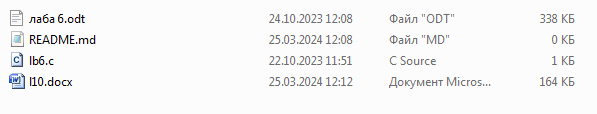 лаба 6.odt 24.10.2023 12:08 Файл "ODT" 338 КБ
README.md 25.03.2024 12:08 Файл "MD" 0 КБ
lb6.c 22.10.2023 11:51 C Source 1 КБ
l10.docx 25.03.2024 12:12 Документ Micros... 164 КБ